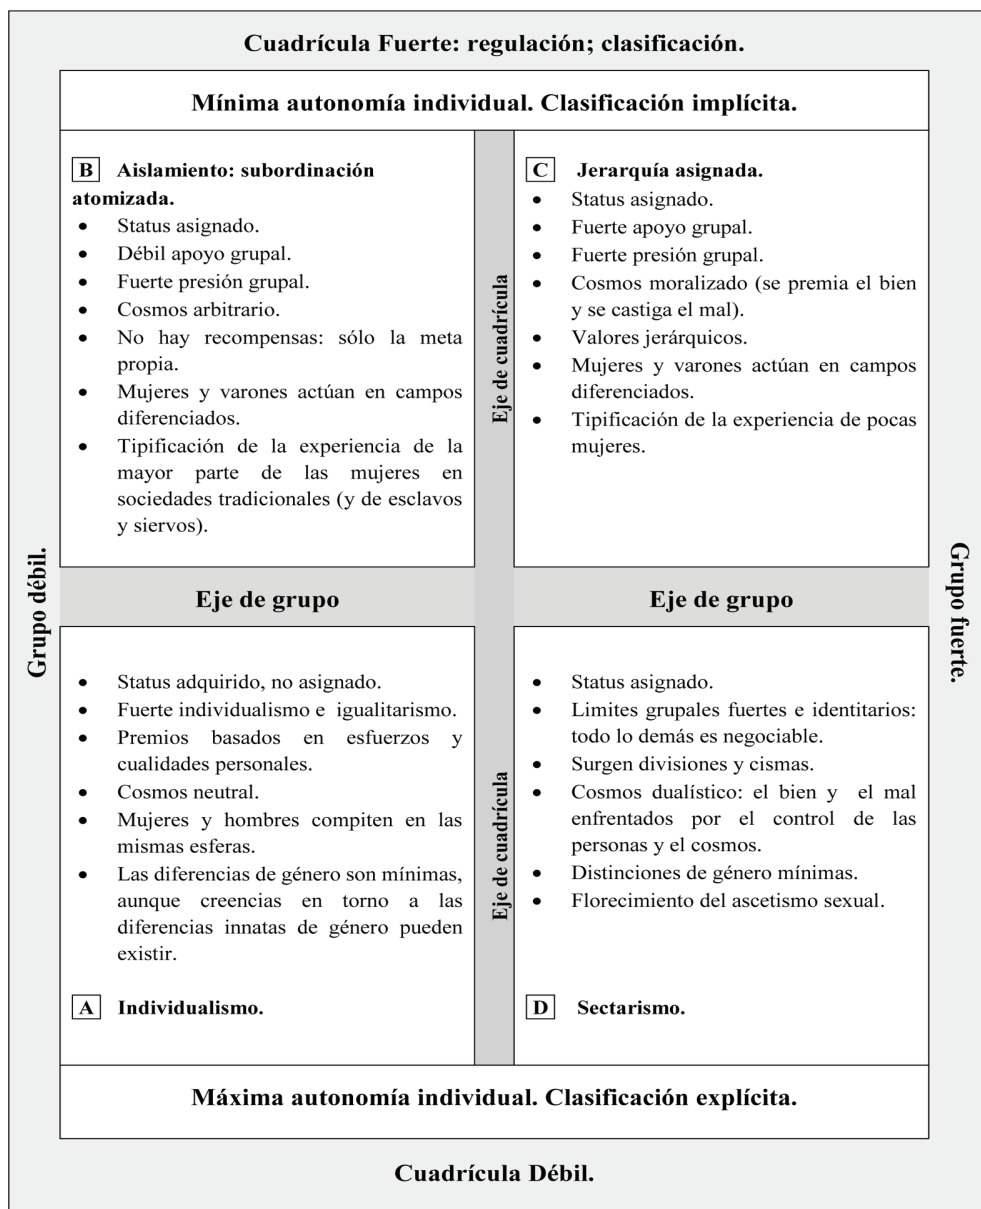 Cuadrícula Fuerte: regulación; clasificación.
Mínima autonomía individual. Clasificación implícita.
B Aislamiento: subordinación
atomizada.
• Status asignado.
• Débil apoyo grupal.
• Fuerte presión grupal.
• Cosmos arbitrario.
• No hay recompensas: sólo la meta
propia.
• Mujeres y varones actúan en campos
diferenciados.
• Tipificación de la experiencia de la
mayor parte de las mujeres en
sociedades tradicionales (y de esclavos
y siervos).
Eje de cuadrícula
C Jerarquía asignada.
• Status asignado.
• Fuerte apoyo grupal.
• Fuerte presión grupal.
• Cosmos moralizado (se premia el bien
y se castiga el mal).
• Valores jerárquicos.
• Mujeres y varones actúan en campos
diferenciados.
• Tipificación de la experiencia de pocas
mujeres.
Grupo débil.
Eje de grupo
Eje de grupo
Grupo fuerte.
• Status adquirido, no asignado.
• Fuerte individualismo e igualitarismo.
• Premios basados en esfuerzos y
cualidades personales.
• Cosmos neutral.
• Mujeres y hombres compiten en las
mismas esferas.
• Las diferencias de género son mínimas,
aunque creencias en torno a las
diferencias innatas de género pueden
existir.
A Individualismo.
Eje de cuadrícula
• Status asignado.
• Limites grupales fuertes e identitarios:
todo lo demás es negociable.
• Surgen divisiones y cismas.
• Cosmos dualístico: el bien y el mal
enfrentados por el control de las
personas y el cosmos.
• Distinciones de género mínimas.
• Florecimiento del ascetismo sexual.
D Sectarismo.
Máxima autonomía individual. Clasificación explícita.
Cuadrícula Débil.